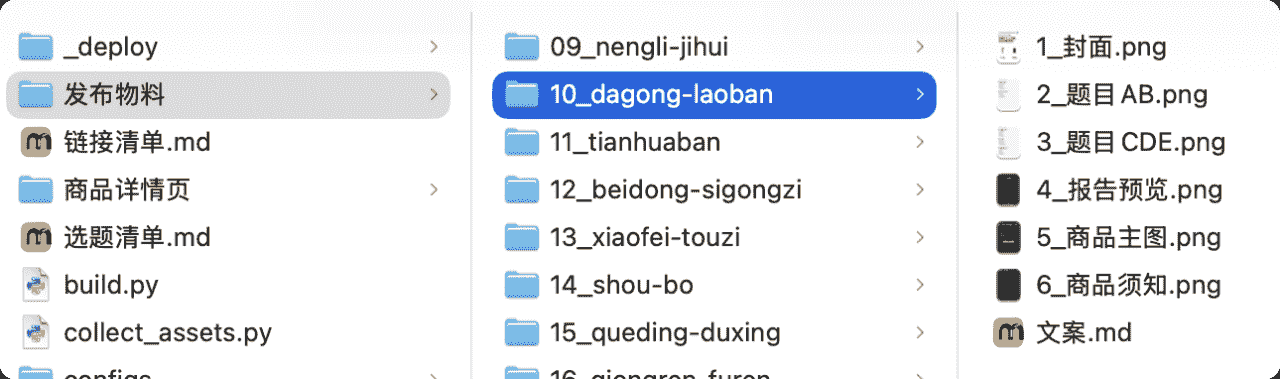 _deploy
发布物料
链接清单.md
商品详情页
选题清单.md
build.py
collect_assets.py
configs
09_nengli-jihui
10_dagong-laoban
11_tianhuaban
12_beidong-sigongzi
13_xiaofei-touzi
14_shou-bo
15_queding-duxing
16_qiongren-furen
1_封面.png
2_题目AB.png
3_题目CDE.png
4_报告预览.png
5_商品主图.png
6_商品须知.png
文案.md